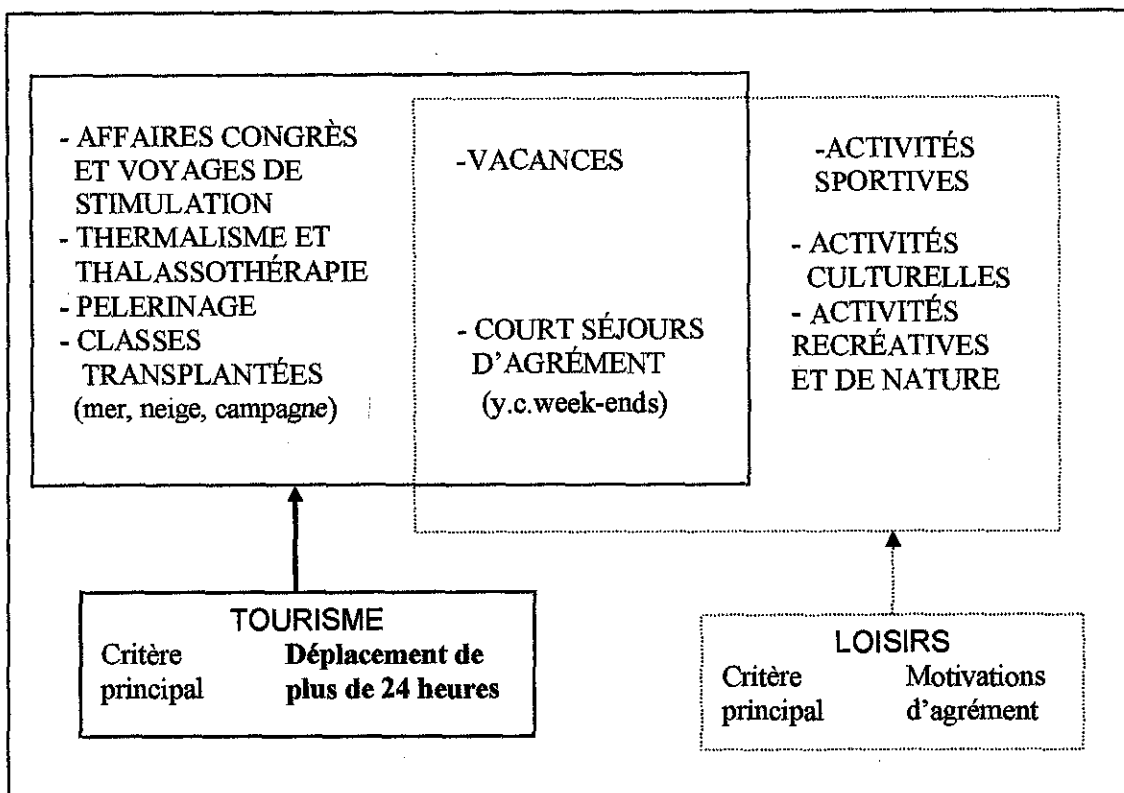 - AFFAIRES CONGRÈS
ET VOYAGES DE
STIMULATION
- THERMALISME ET
THALASSOTHÉRAPIE
- PELERINAGE
- CLASSES
TRANSPLANTÉES
(mer, neige, campagne)
-VACANCES
- COURT SÉJOURS
D'AGRÉMENT
(y.c.week-ends)
-ACTIVITÉS
SPORTIVES
- ACTIVITÉS
CULTURELLES
- ACTIVITÉS
RECRÉATIVES
ET DE NATURE
TOURISME
Critère Déplacement de
principal plus de 24 heures
LOISIRS
Critère Motivations
principal d'agrément